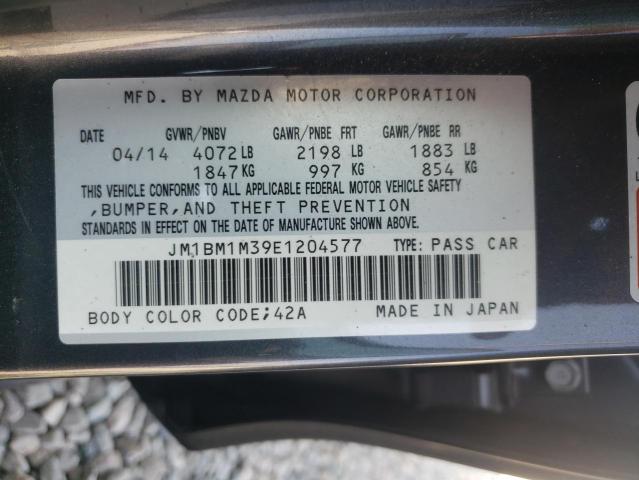 MFD. BY MAZDA MOTOR CORPORATION
DATE GVWR/PNBV GAWR/PNBE FRT GAWR/PNBE RR
04/14 4072 LB 2198 LB 1883 LB
1847 KG 997 KG 854 KG
THIS VEHICLE CONFORMS TO ALL APPLICABLE FEDERAL MOTOR VEHICLE SAFETY
,BUMPER,AND THEFT PREVENTION
STANDARDS IN EFFECT ON THE DATE OF MANUFACTURE SHOWN ABOVE.
JM1BM1M39E1204577 TYPE: PASS CAR
BODY COLOR CODE;42A MADE IN JAPAN